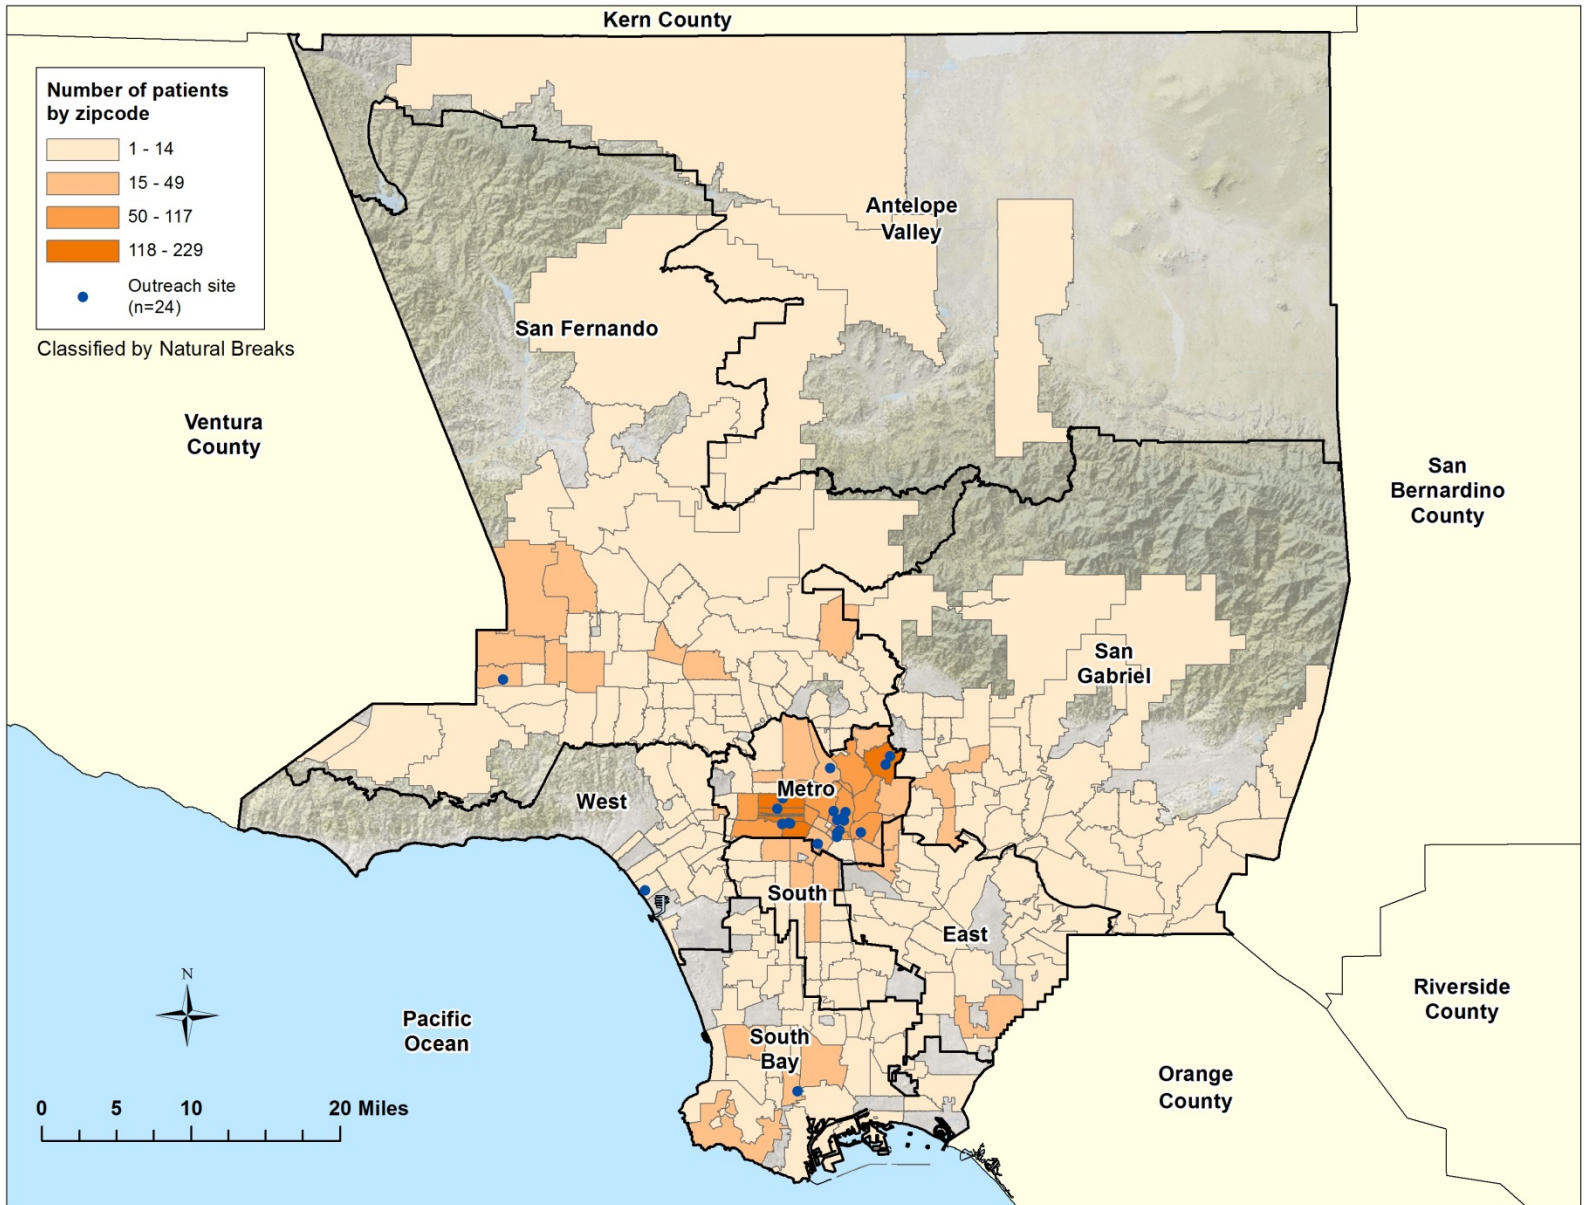 Kern County
Number of patients
by zipcode
1 - 14
15 - 49
50 - 117
118 - 229
Outreach site
(n=24)
Classified by Natural Breaks
Antelope
Valley
San Fernando
Ventura
County
San
Bernardino
County
San
Gabriel
Metro
West
South
East
N
Pacific
Ocean
South
Bay
Riverside
County
Orange
County
0 5 10 20 Miles